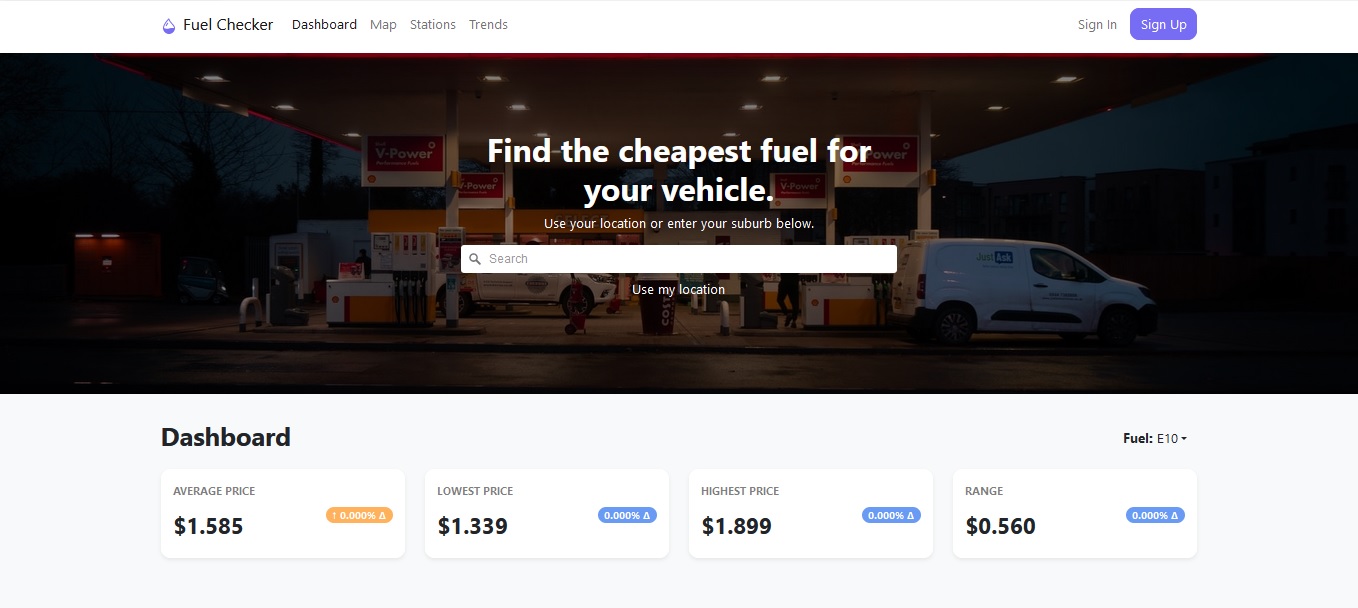 Fuel Checker Dashboard Map Stations Trends Sign In Sign Up
V-Power
V-Power
V-Power
V-Power
Find the cheapest fuel for
your vehicle.
Use your location or enter your suburb below.
Search
Use my location
Just Ask
COSTA
Dashboard
Fuel: E10
AVERAGE PRICE
$1.585
↑ 0.000% Δ
LOWEST PRICE
$1.339
0.000% Δ
HIGHEST PRICE
$1.899
0.000% Δ
RANGE
$0.560
0.000% Δ